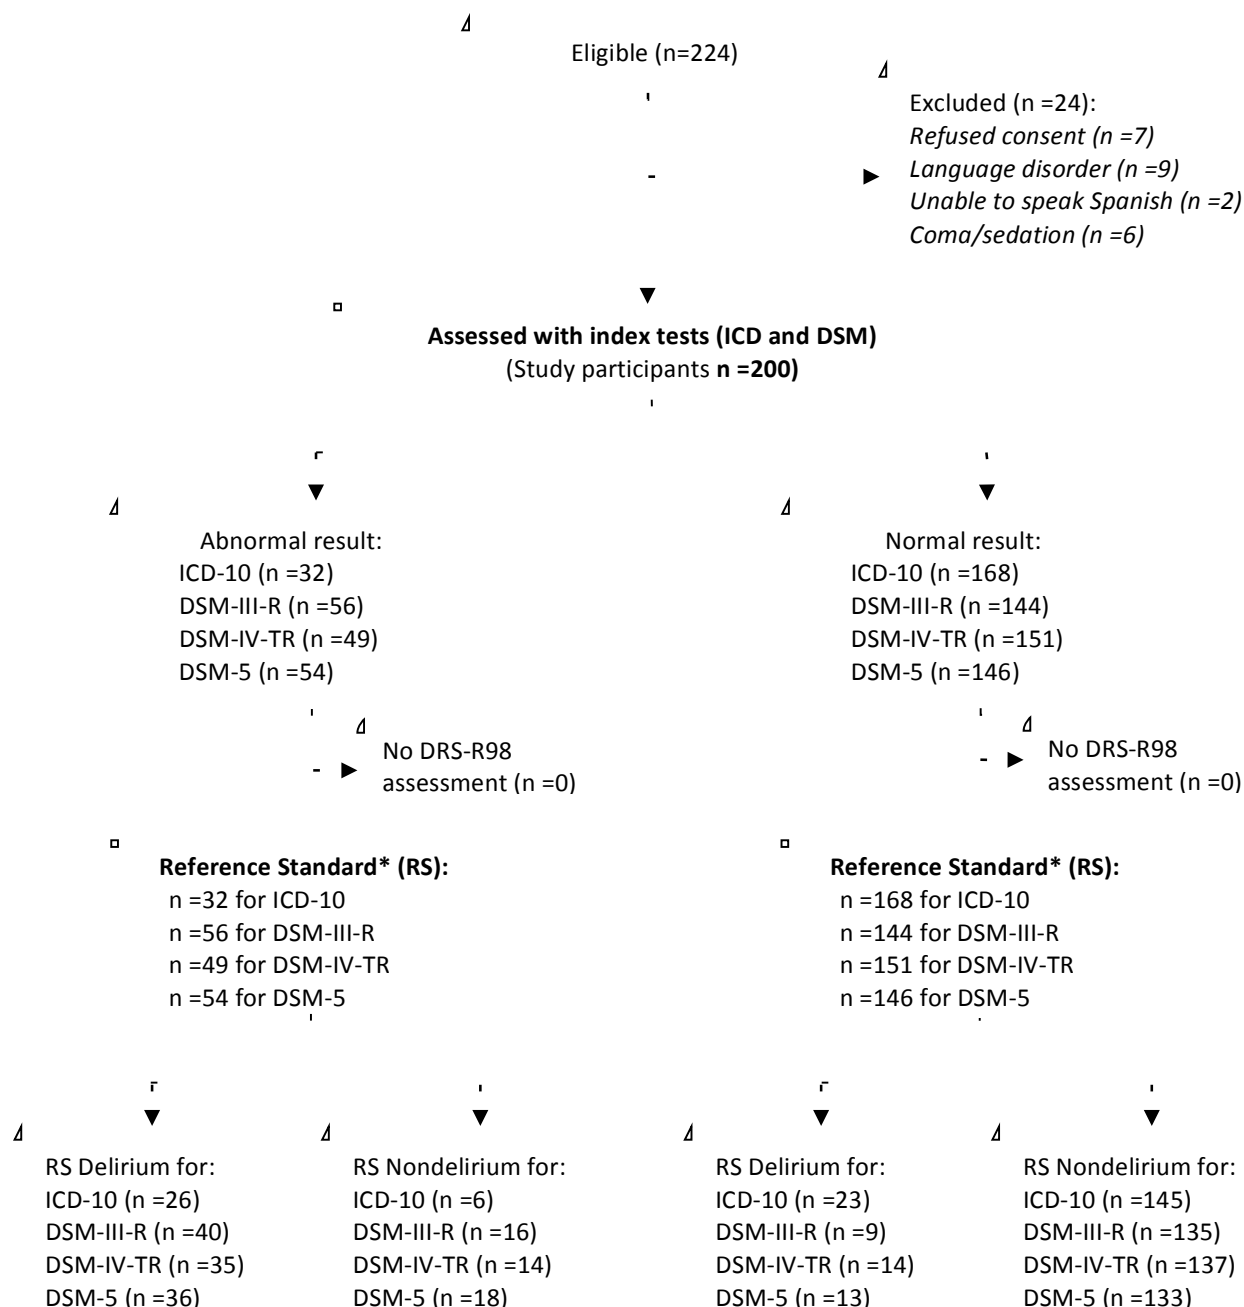 Eligible (n=224)
Excluded (n =24):
Refused consent (n =7)
Language disorder (n =9)
Unable to speak Spanish (n =2)
Coma/sedation (n =6)
Assessed with index tests (ICD and DSM)
(Study participants n =200)
Abnormal result:
ICD-10 (n =32)
DSM-III-R (n =56)
DSM-IV-TR (n =49)
DSM-5 (n =54)
Normal result:
ICD-10 (n =168)
DSM-III-R (n =144)
DSM-IV-TR (n =151)
DSM-5 (n =146)
No DRS-R98
assessment (n =0)
No DRS-R98
assessment (n =0)
Reference Standard* (RS):
n =32 for ICD-10
n =56 for DSM-III-R
n =49 for DSM-IV-TR
n =54 for DSM-5
Reference Standard* (RS):
n =168 for ICD-10
n =144 for DSM-III-R
n =151 for DSM-IV-TR
n =146 for DSM-5
RS Delirium for:
ICD-10 (n =26)
DSM-III-R (n =40)
DSM-IV-TR (n =35)
DSM-5 (n =36)
RS Nondelirium for:
ICD-10 (n =6)
DSM-III-R (n =16)
DSM-IV-TR (n =14)
DSM-5 (n =18)
RS Delirium for:
ICD-10 (n =23)
DSM-III-R (n =9)
DSM-IV-TR (n =14)
DSM-5 (n =13)
RS Nondelirium for:
ICD-10 (n =145)
DSM-III-R (n =135)
DSM-IV-TR (n =137)
DSM-5 (n =133)